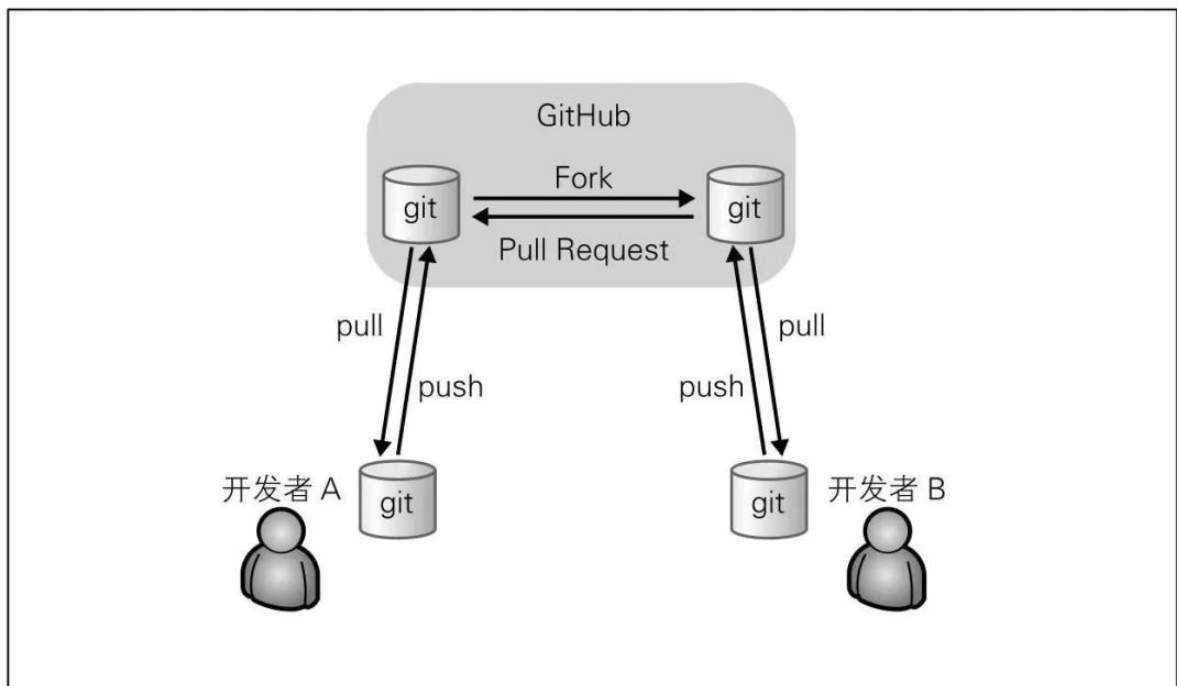 GitHub
Fork
git
git
Pull Request
pull
pull
push
push
开发者 A
git
git
开发者 B